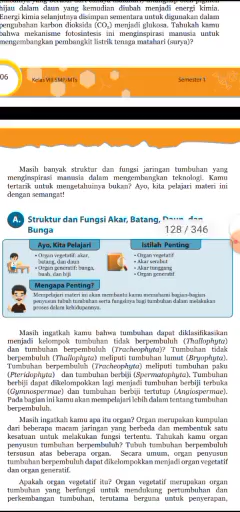 hijau dalam daun yang kemudian diubah menjadi energi kimia.
Energi kimia selanjutnya disimpan sementara untuk digunakan dalam
pengubahan karbon dioksida (CO₂) menjadi glukosa. Tahukah kamu
bahwa mekanisme fotosintesis ini menginspirasi manusia untuk
mengembangkan pembangkit listrik tenaga matahari (surya)?
06
Kelas VIII SMP/MTs
Semester 1
Masih banyak struktur dan fungsi jaringan tumbuhan yang
menginspirasi manusia dalam mengembangkan teknologi. Kamu
tertarik untuk mengetahuinya bukan? Ayo, kita pelajari materi ini
dengan semangat!
A. Struktur dan Fungsi Akar, Batang, Daun, dan
Bunga
128 / 346
Ayo, Kita Pelajari
• Organ vegetatif: akar,
batang, dan daun
• Organ generatif: bunga,
buah, dan biji
Istilah Penting
• Organ vegetatif
• Akar serabut
• Akar tunggang
• Organ generatif
Mengapa Penting?
Mempelajari materi ini akan membantu kamu memahami bagian-bagian
penyusun tubuh tumbuhan serta fungsinya bagi tumbuhan dalam melakukan
proses dalam kehidupannya.
Masih ingatkah kamu bahwa tumbuhan dapat diklasifikasikan
menjadi kelompok tumbuhan tidak berpembuluh (Thallophyta)
dan tumbuhan berpembuluh (Tracheophyta)? Tumbuhan tidak
berpembuluh (Thallophyta) meliputi tumbuhan lumut (Bryophyta).
Tumbuhan berpembuluh (Tracheophyta) meliputi tumbuhan paku
(Pteridophyta) dan tumbuhan berbiji (Spermatophyta). Tumbuhan
berbiji dapat dikelompokkan lagi menjadi tumbuhan berbiji terbuka
(Gymnospermae) dan tumbuhan berbiji tertutup (Angiospermae).
Pada bagian ini kamu akan mempelajari lebih dalam tentang tumbuhan
berpembuluh.
Masih ingatkah kamu apa itu organ? Organ merupakan kumpulan
dari beberapa macam jaringan yang berbeda dan membentuk satu
kesatuan untuk melakukan fungsi tertentu. Tahukah kamu organ
penyusun tumbuhan berpembuluh? Tubuh tumbuhan berpembuluh
tersusun atas beberapa organ. Secara umum, organ penyusun
tumbuhan berpembuluh dapat dikelompokkan menjadi organ vegetatif
dan organ generatif.
Apakah organ vegetatif itu? Organ vegetatif merupakan organ
tumbuhan yang berfungsi untuk mendukung pertumbuhan dan
perkembangan tumbuhan, terutama berguna untuk penyerapan,